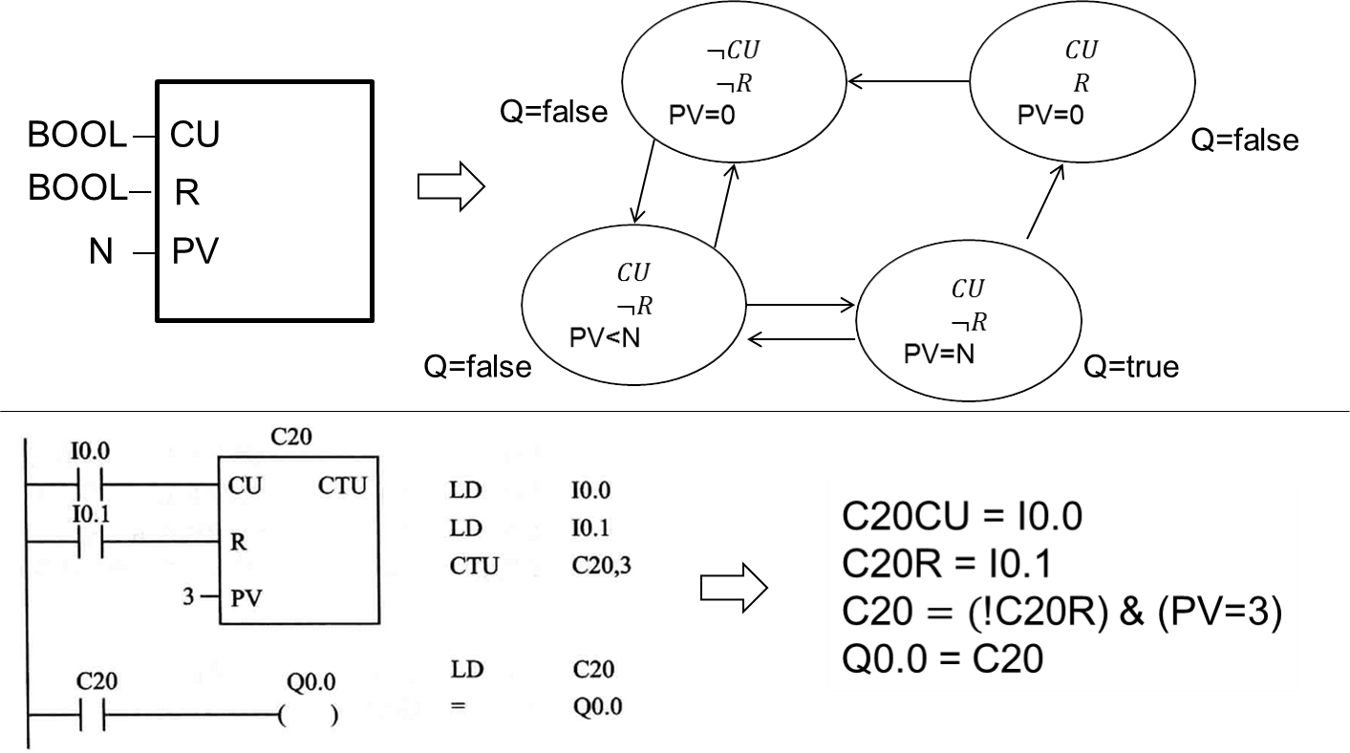 BOOL
CU
BOOL
R
N
PV
¬CU
¬R
PV=0
Q=false
CU
R
PV=0
Q=false
CU
¬R
PV<N
Q=false
CU
¬R
PV=N
Q=true
C20
I0.0
CU CTU
I0.1
R
3
PV
C20
Q0.0
( )
LD I0.0
LD I0.1
CTU C20,3
LD C20
= Q0.0
C20CU = I0.0
C20R = I0.1
C20 = (!C20R) & (PV=3)
Q0.0 = C20